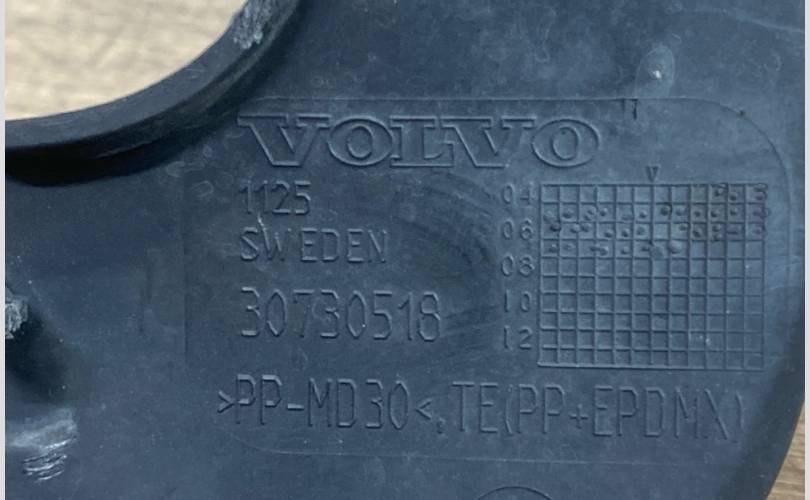 VOLVO
1125
SWEDEN
30730518
>PP-MD30<,TE(PP+EPDMX)
04
06
08
10
12